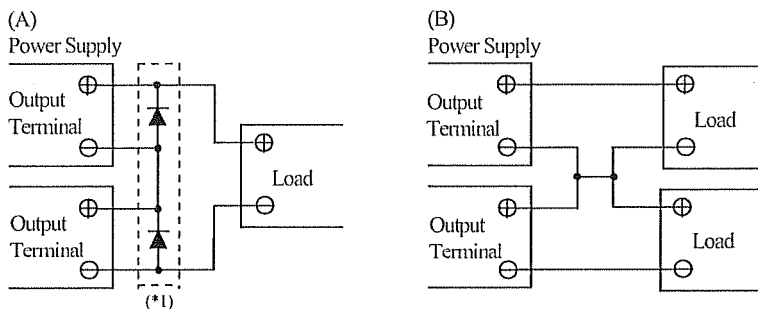 (A)
Power Supply
⊕
Output
Terminal
⊖
⊕
Output
Terminal
⊖
⊕
Load
⊖
(*1)
(B)
Power Supply
⊕
Output
Terminal
⊖
⊕
Output
Terminal
⊖
⊕
Load
⊖
⊕
Load
⊖